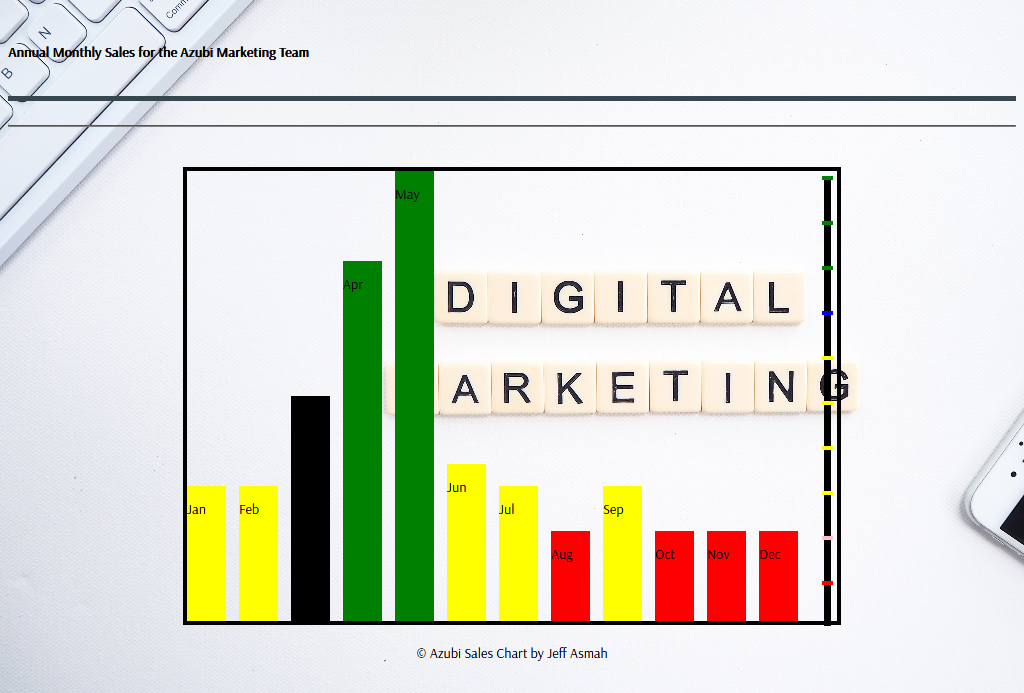 Comm
N
B
Annual Monthly Sales for the Azubi Marketing Team
May
Apr
DIGITAL
ARKETING
Jun
Jan Feb Jul Sep
Aug Oct Nov Dec
© Azubi Sales Chart by Jeff Asmah